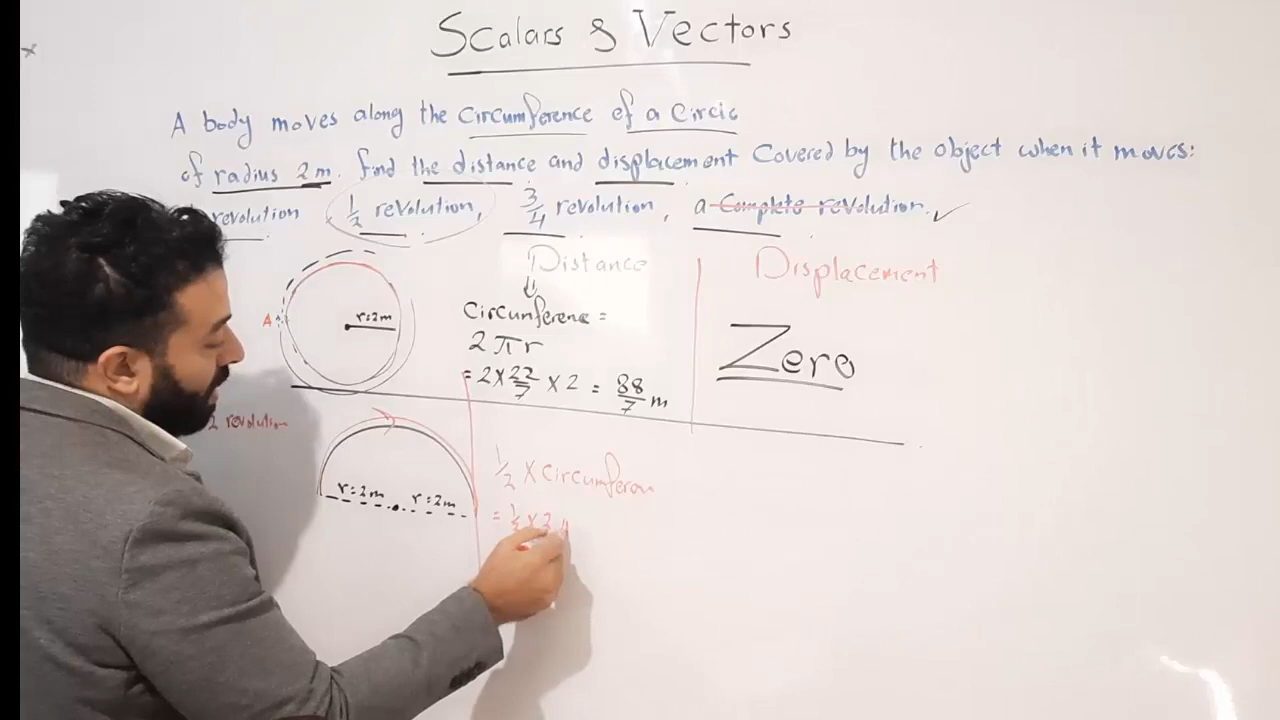 Scalars & Vectors
A body moves along the Circumference of a Circle
of radius 2m. find the distance and displacement Covered by the object when it moves:
revolution 1/2 revolution, 3/4 revolution, a Complete revolution.
Distance
Displacement
Circumference =
2πr
= 2 × 22/7 × 2 = 88/7 m
Zero
A
r=2m
2 revolution
r=2m r=2m
1/2 × Circumferen
= 1/2 × 2